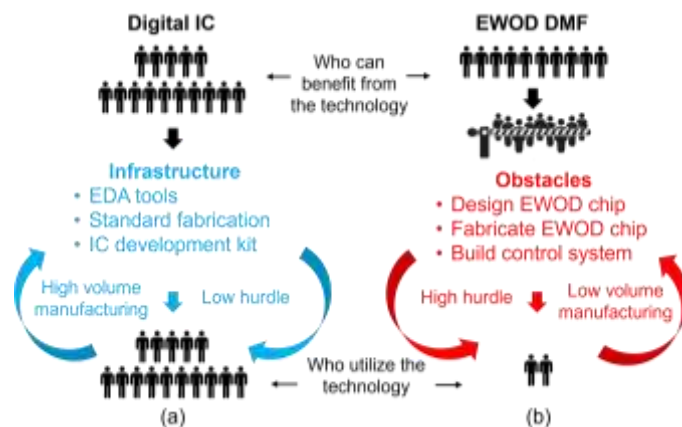 Digital IC
EWOD DMF
Who can
benefit from
the technology
Infrastructure
• EDA tools
• Standard fabrication
• IC development kit
Obstacles
• Design EWOD chip
• Fabricate EWOD chip
• Build control system
High volume
manufacturing
Low hurdle
High hurdle
Low volume
manufacturing
Who utilize the
technology
(a)
(b)